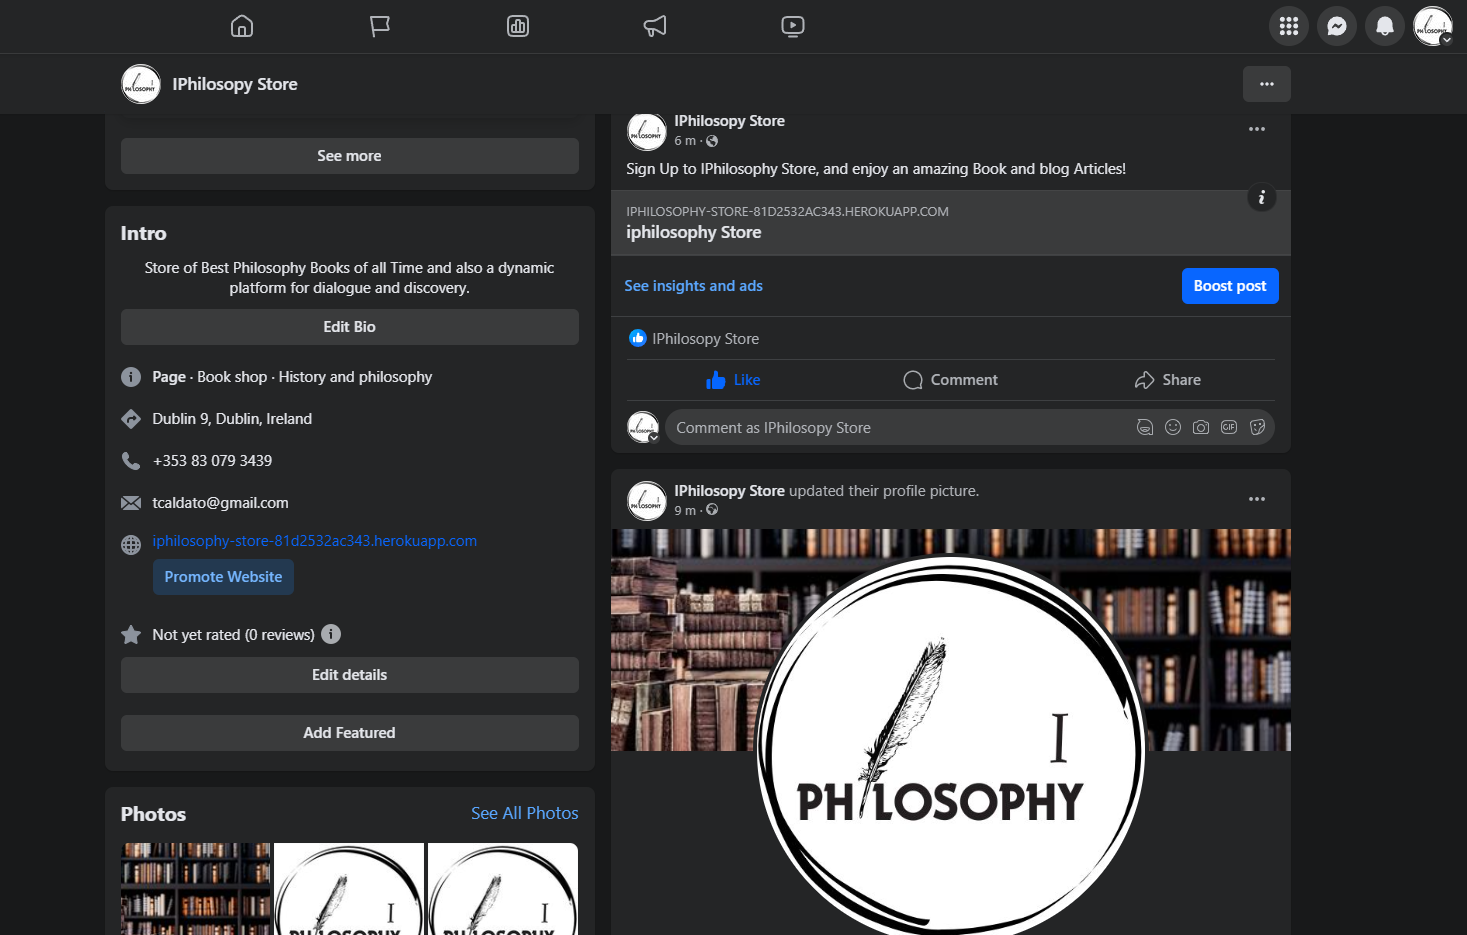 IPhilosopy Store
See more
Intro
Store of Best Philosophy Books of all Time and also a dynamic
platform for dialogue and discovery.
Edit Bio
Page · Book shop · History and philosophy
Dublin 9, Dublin, Ireland
+353 83 079 3439
tcaldato@gmail.com
iphilosophy-store-81d2532ac343.herokuapp.com
Promote Website
Not yet rated (0 reviews)
Edit details
Add Featured
Photos
See All Photos
I
PHILOSOPHY
I
PHILOSOPHY
IPhilosopy Store
6 m ·
Sign Up to IPhilosophy Store, and enjoy an amazing Book and blog Articles!
IPHILOSOPHY-STORE-81D2532AC343.HEROKUAPP.COM
iphilosophy Store
See insights and ads
Boost post
IPhilosopy Store
Like
Comment
Share
Comment as IPhilosopy Store
GIF
IPhilosopy Store updated their profile picture.
9 m ·
I
PHILOSOPHY